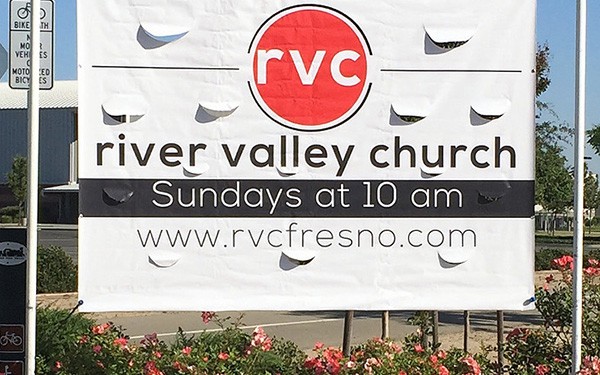 BIKE PATH
NO
MOTOR
VEHICLES
OR
MOTORIZED
BICYCLES
rvc
river valley church
Sundays at 10 am
www.rvcfresno.com